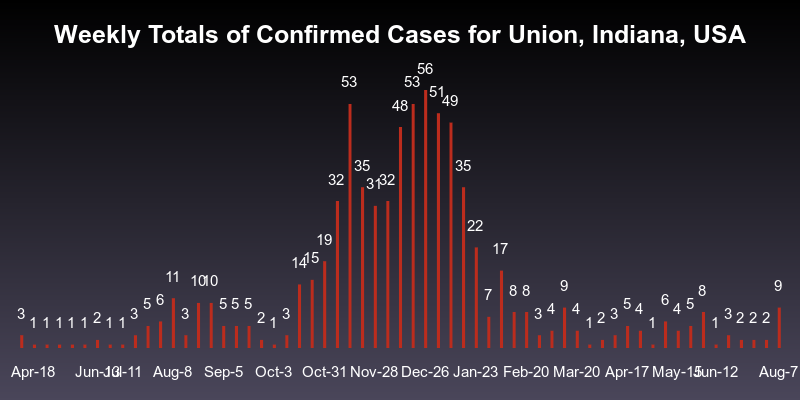 Weekly Totals of Confirmed Cases for Union, Indiana, USA
3 1 1 1 1 1 2 1 1 3 5 6 11 3 10 10 5 5 5 2 1 3 14 15 19 32 53 35 31 32 48 53 56 51 49 35 22 7 17 8 8 3 4 9 4 1 2 3 5 4 1 6 4 5 8 1 3 2 2 2 9
Apr-18 Jun-13 Jul-11 Aug-8 Sep-5 Oct-3 Oct-31 Nov-28 Dec-26 Jan-23 Feb-20 Mar-20 Apr-17 May-15 Jun-12 Aug-7